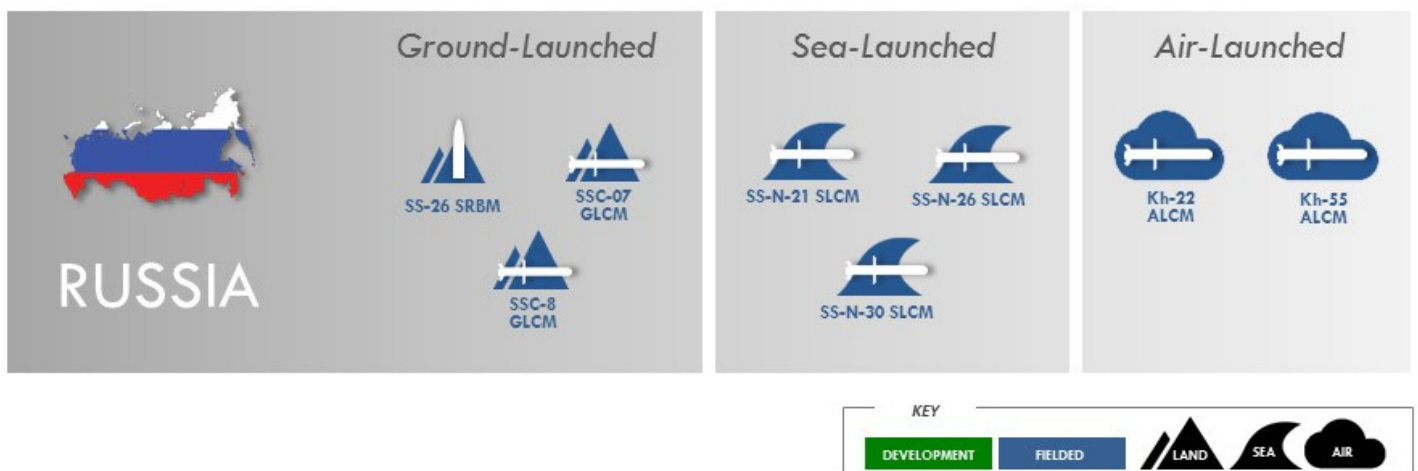 Ground-Launched
Sea-Launched
Air-Launched
RUSSIA
SS-26 SRBM
SSC-07
GLCM
SSC-8
GLCM
SS-N-21 SLCM
SS-N-26 SLCM
SS-N-30 SLCM
Kh-22
ALCM
Kh-55
ALCM
KEY
DEVELOPMENT
FIELDED
LAND
SEA
AIR